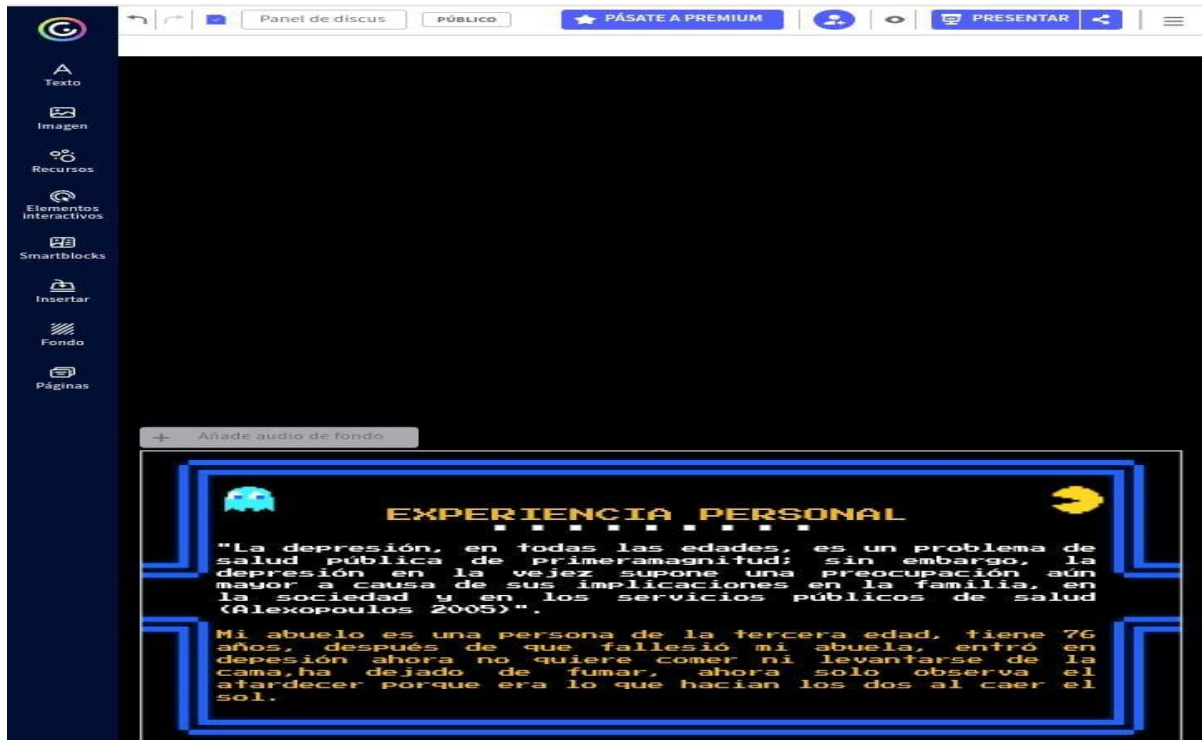 Panel de discus
PÚBLICO
PÁSATE A PREMIUM
PRESENTAR
Texto
Imagen
Recursos
Elementos
interactivos
Smartblocks
Insertar
Fondo
Páginas
Añade audio de fondo
EXPERIENCIA PERSONAL
"La depresión, en todas las edades, es un problema de
salud pública de primeramagnitud; sin embargo, la
depresión en la vejez supone una preocupación aún
mayor a causa de sus implicaciones en la familia, en
la sociedad y en los servicios públicos de salud
(Alexopoulos 2005)".
Mi abuelo es una persona de la tercera edad, tiene 76
años, después de que fallesió mi abuela, entró en
depesión ahora no quiere comer ni levantarse de la
cama,ha dejado de fumar, ahora solo observa el
atardecer porque era lo que hacian los dos al caer el
sol.